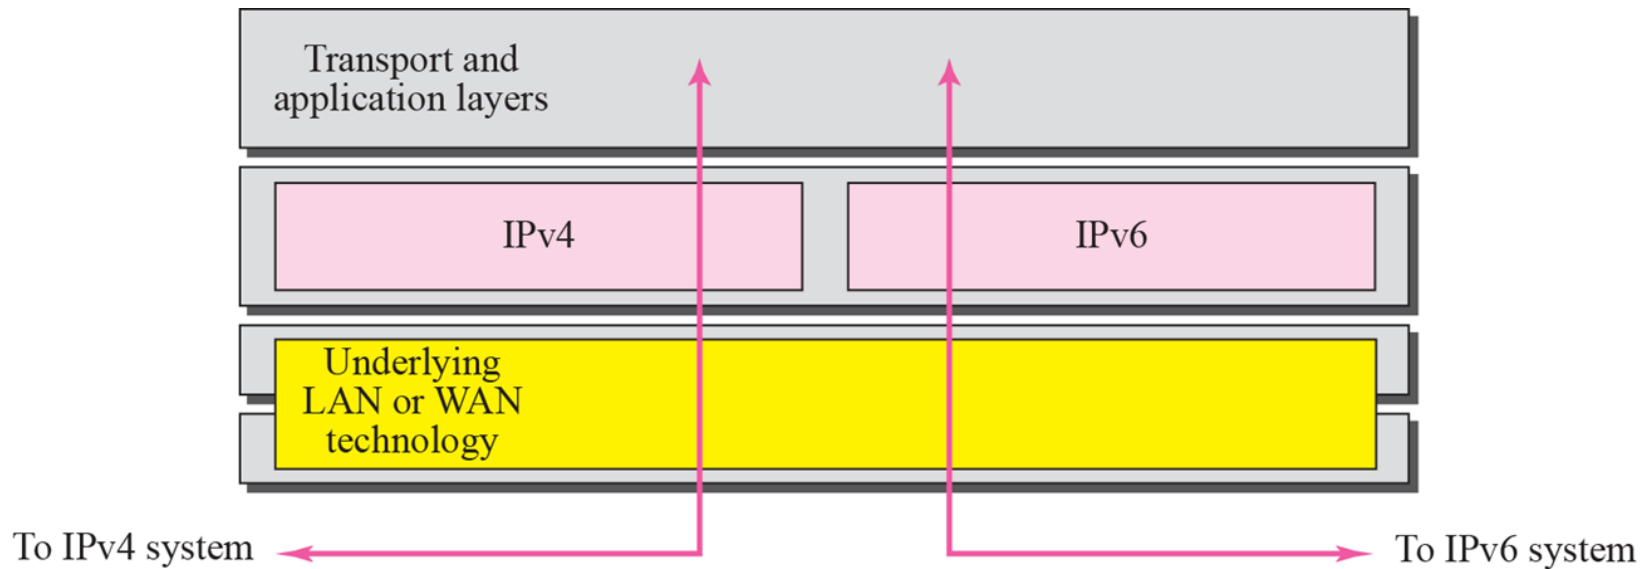 Transport and
application layers
IPv4
IPv6
Underlying
LAN or WAN
technology
To IPv4 system
To IPv6 system